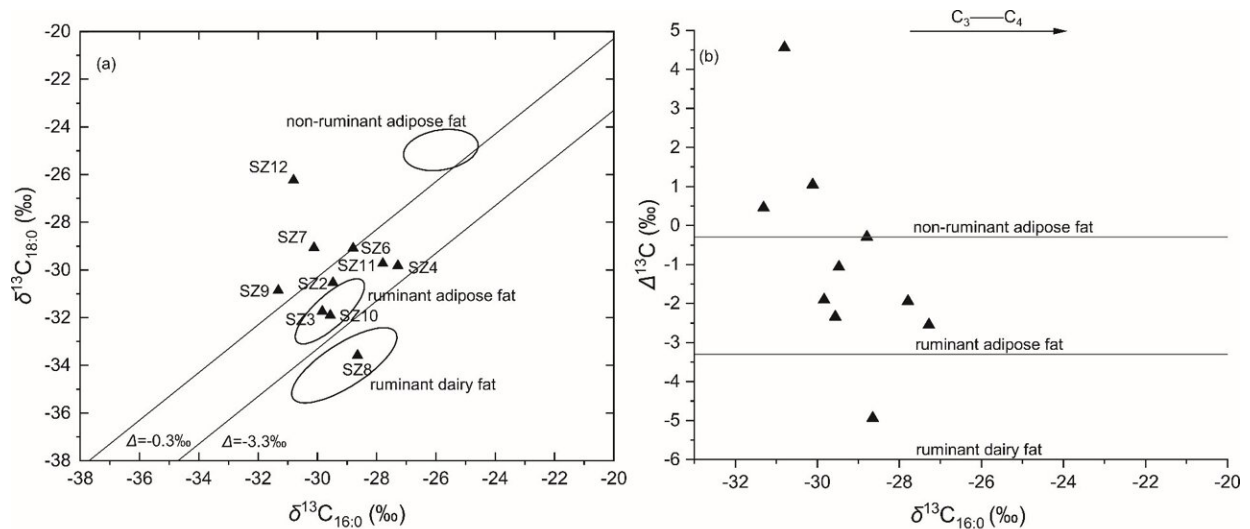 (a)
-20
-22
-24
-26
-28
-30
-32
-34
-36
-38
δ¹³C₁₈:₀ (‰)
non-ruminant adipose fat
SZ12
SZ7
SZ6
SZ11
SZ4
SZ2
SZ9
ruminant adipose fat
SZ3
SZ10
SZ8
ruminant dairy fat
Δ=-0.3‰
Δ=-3.3‰
-38 -36 -34 -32 -30 -28 -26 -24 -22 -20
δ¹³C₁₆:₀ (‰)
C₃——C₄
(b)
5
4
3
2
1
0
-1
-2
-3
-4
-5
-6
Δ¹³C (‰)
non-ruminant adipose fat
ruminant adipose fat
ruminant dairy fat
-32 -30 -28 -26 -24 -22 -20
δ¹³C₁₆:₀ (‰)